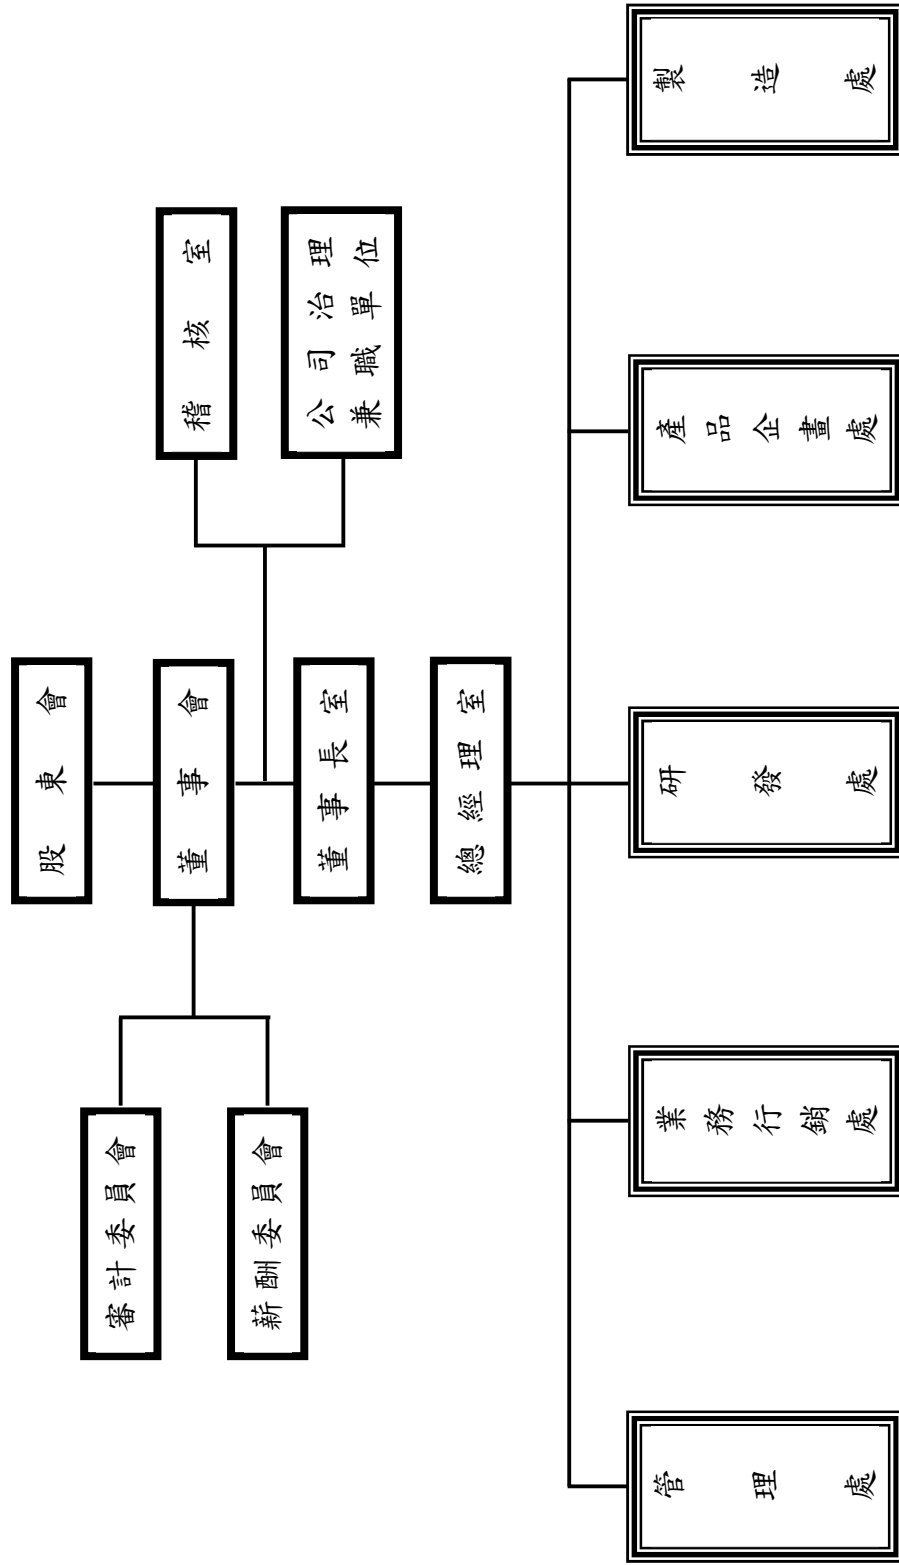 股東會
董事會
審計委員會
薪酬委員會
稽核室
公司治理
兼職單位
董事長室
總經理室
管理處
業務行銷處
研發處
產品企畫處
製造處